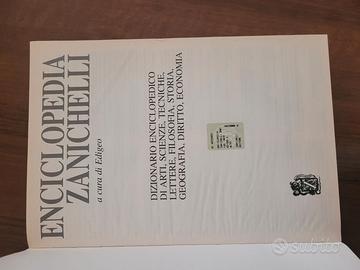 ENCICLOPEDIA
ZANICHELLI
a cura di Edigeo
DIZIONARIO ENCICLOPEDICO
DI ARTI, SCIENZE, TECNICHE,
LETTERE, FILOSOFIA, STORIA,
GEOGRAFIA, DIRITTO, ECONOMIA
subito